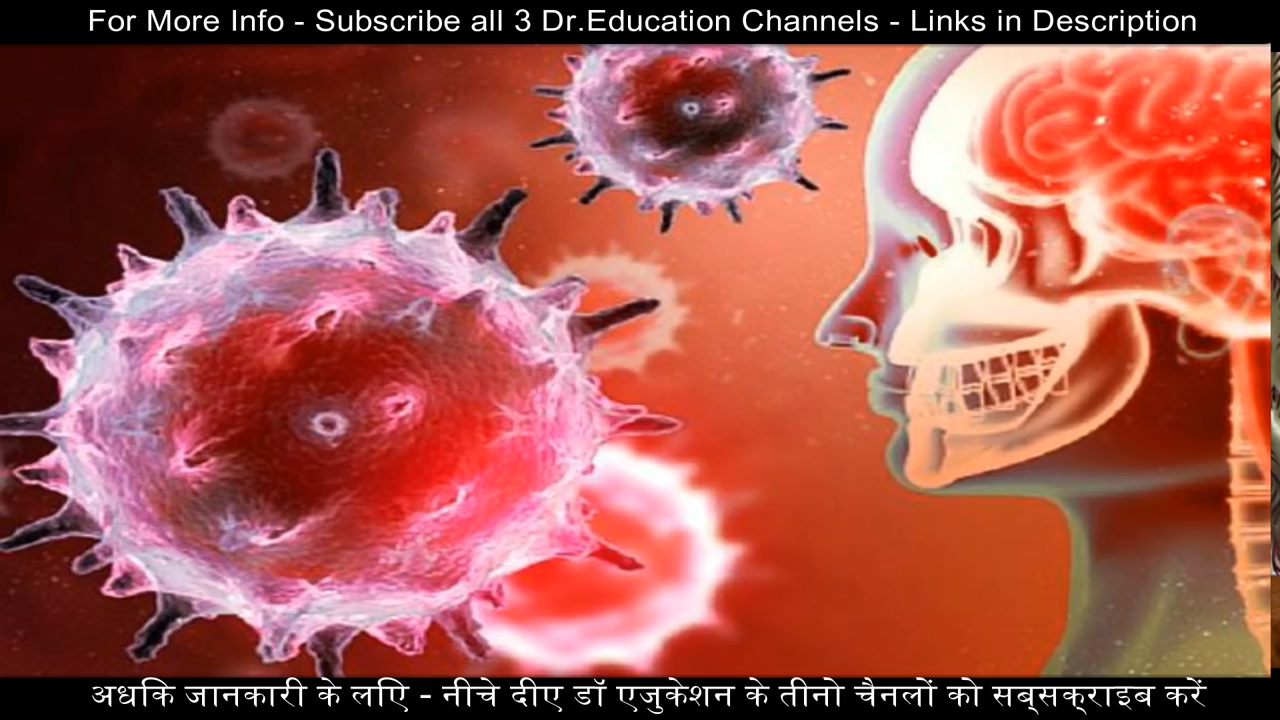 For More Info - Subscribe all 3 Dr.Education Channels - Links in Description
अधकि जानकारी के लएि - नीचे दीए डॉ एजुकेशन के तीनो चैनलों को सब्सक्राइब करें